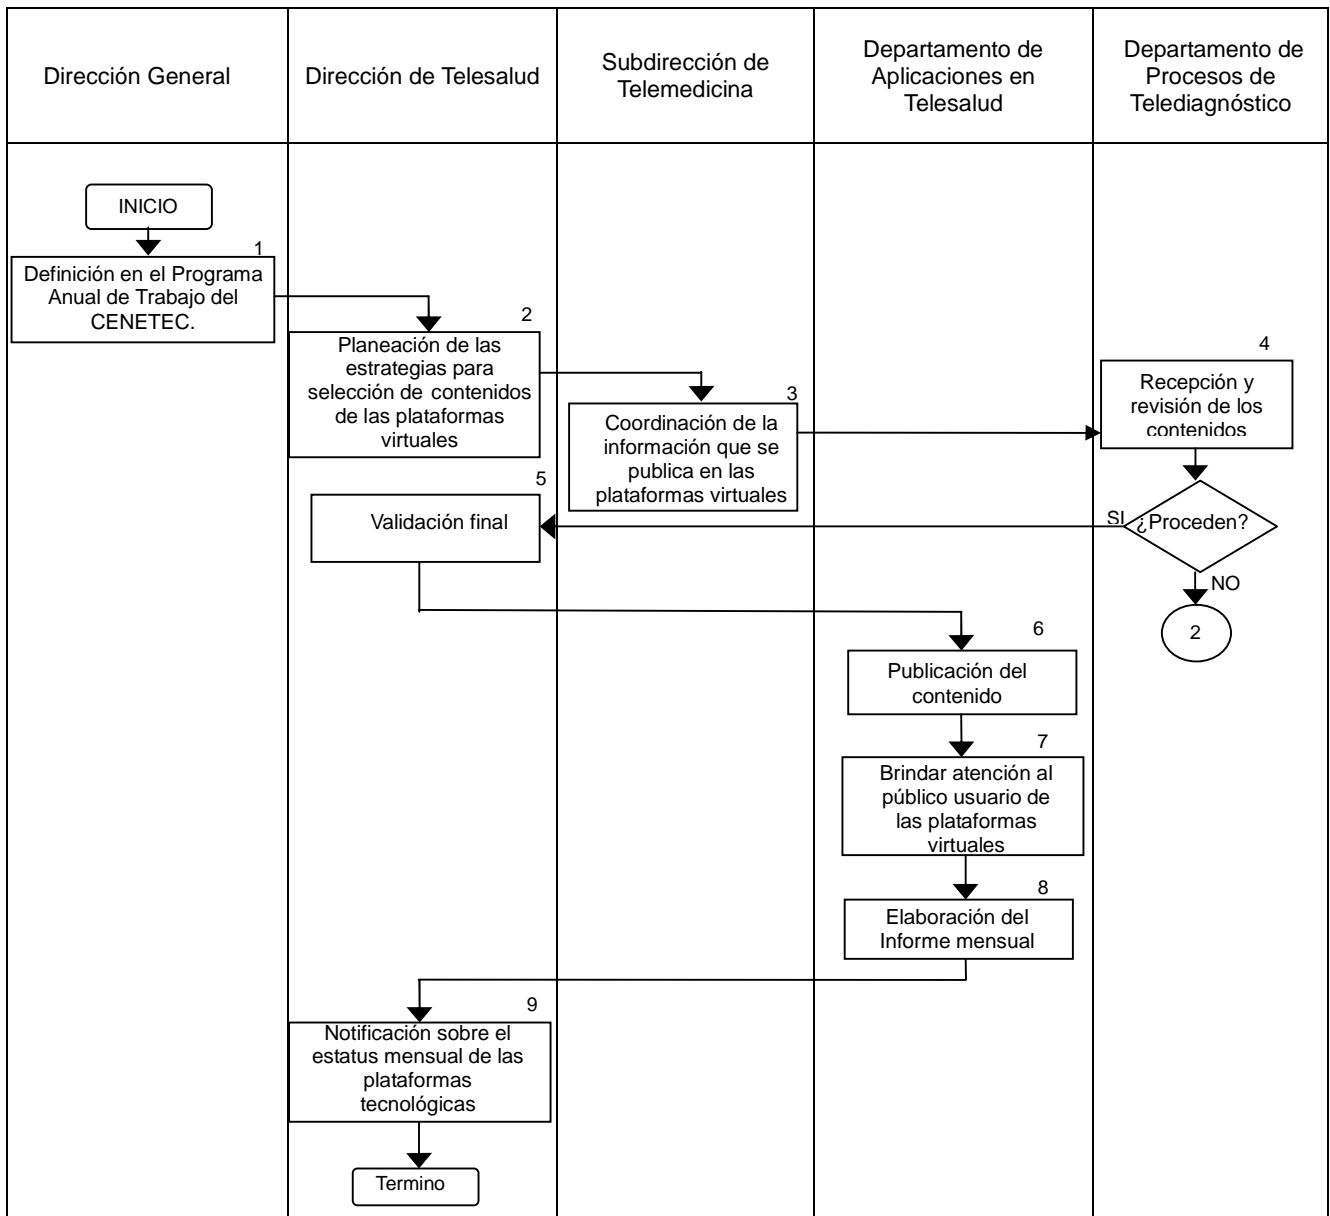 Dirección General
Dirección de Telesalud
Subdirección de
Telemedicina
Departamento de
Aplicaciones en
Telesalud
Departamento de
Procesos de
Telediagnóstico
INICIO
1
Definición en el Programa
Anual de Trabajo del
CENETEC.
2
Planeación de las
estrategias para
selección de contenidos
de las plataformas
virtuales
3
Coordinación de la
información que se
publica en las
plataformas virtuales
4
Recepción y
revisión de los
contenidos
¿Proceden?
SI
NO
2
5
Validación final
6
Publicación del
contenido
7
Brindar atención al
público usuario de
las plataformas
virtuales
8
Elaboración del
Informe mensual
9
Notificación sobre el
estatus mensual de las
plataformas
tecnológicas
Termino